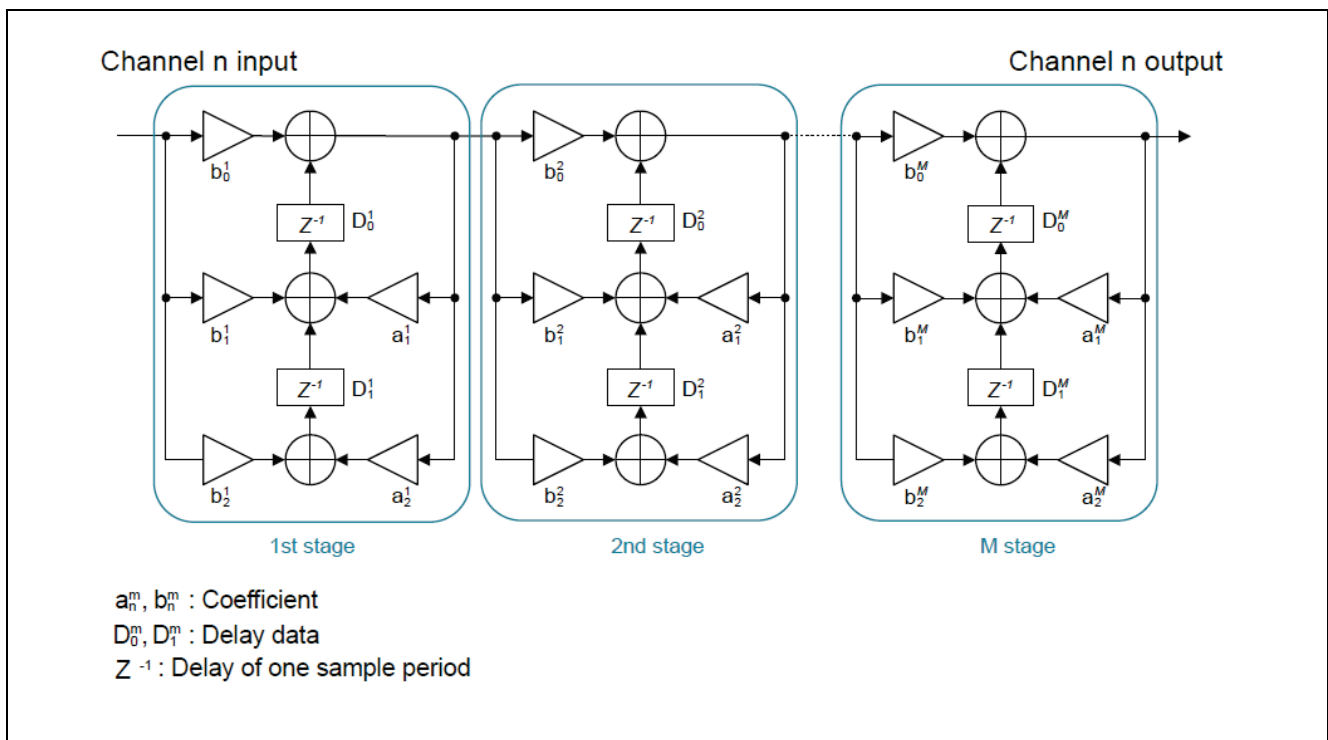 Channel n input
Channel n output
b₀¹
b₀²
b₀ᴹ
Z⁻¹ D₀¹
Z⁻¹ D₀²
Z⁻¹ D₀ᴹ
b₁¹ a₁¹
b₁² a₁²
b₁ᴹ a₁ᴹ
Z⁻¹ D₁¹
Z⁻¹ D₁²
Z⁻¹ D₁ᴹ
b₂¹ a₂¹
b₂² a₂²
b₂ᴹ a₂ᴹ
1st stage
2nd stage
M stage
aₙᵐ, bₙᵐ : Coefficient
D₀ᵐ, D₁ᵐ : Delay data
Z ⁻¹ : Delay of one sample period